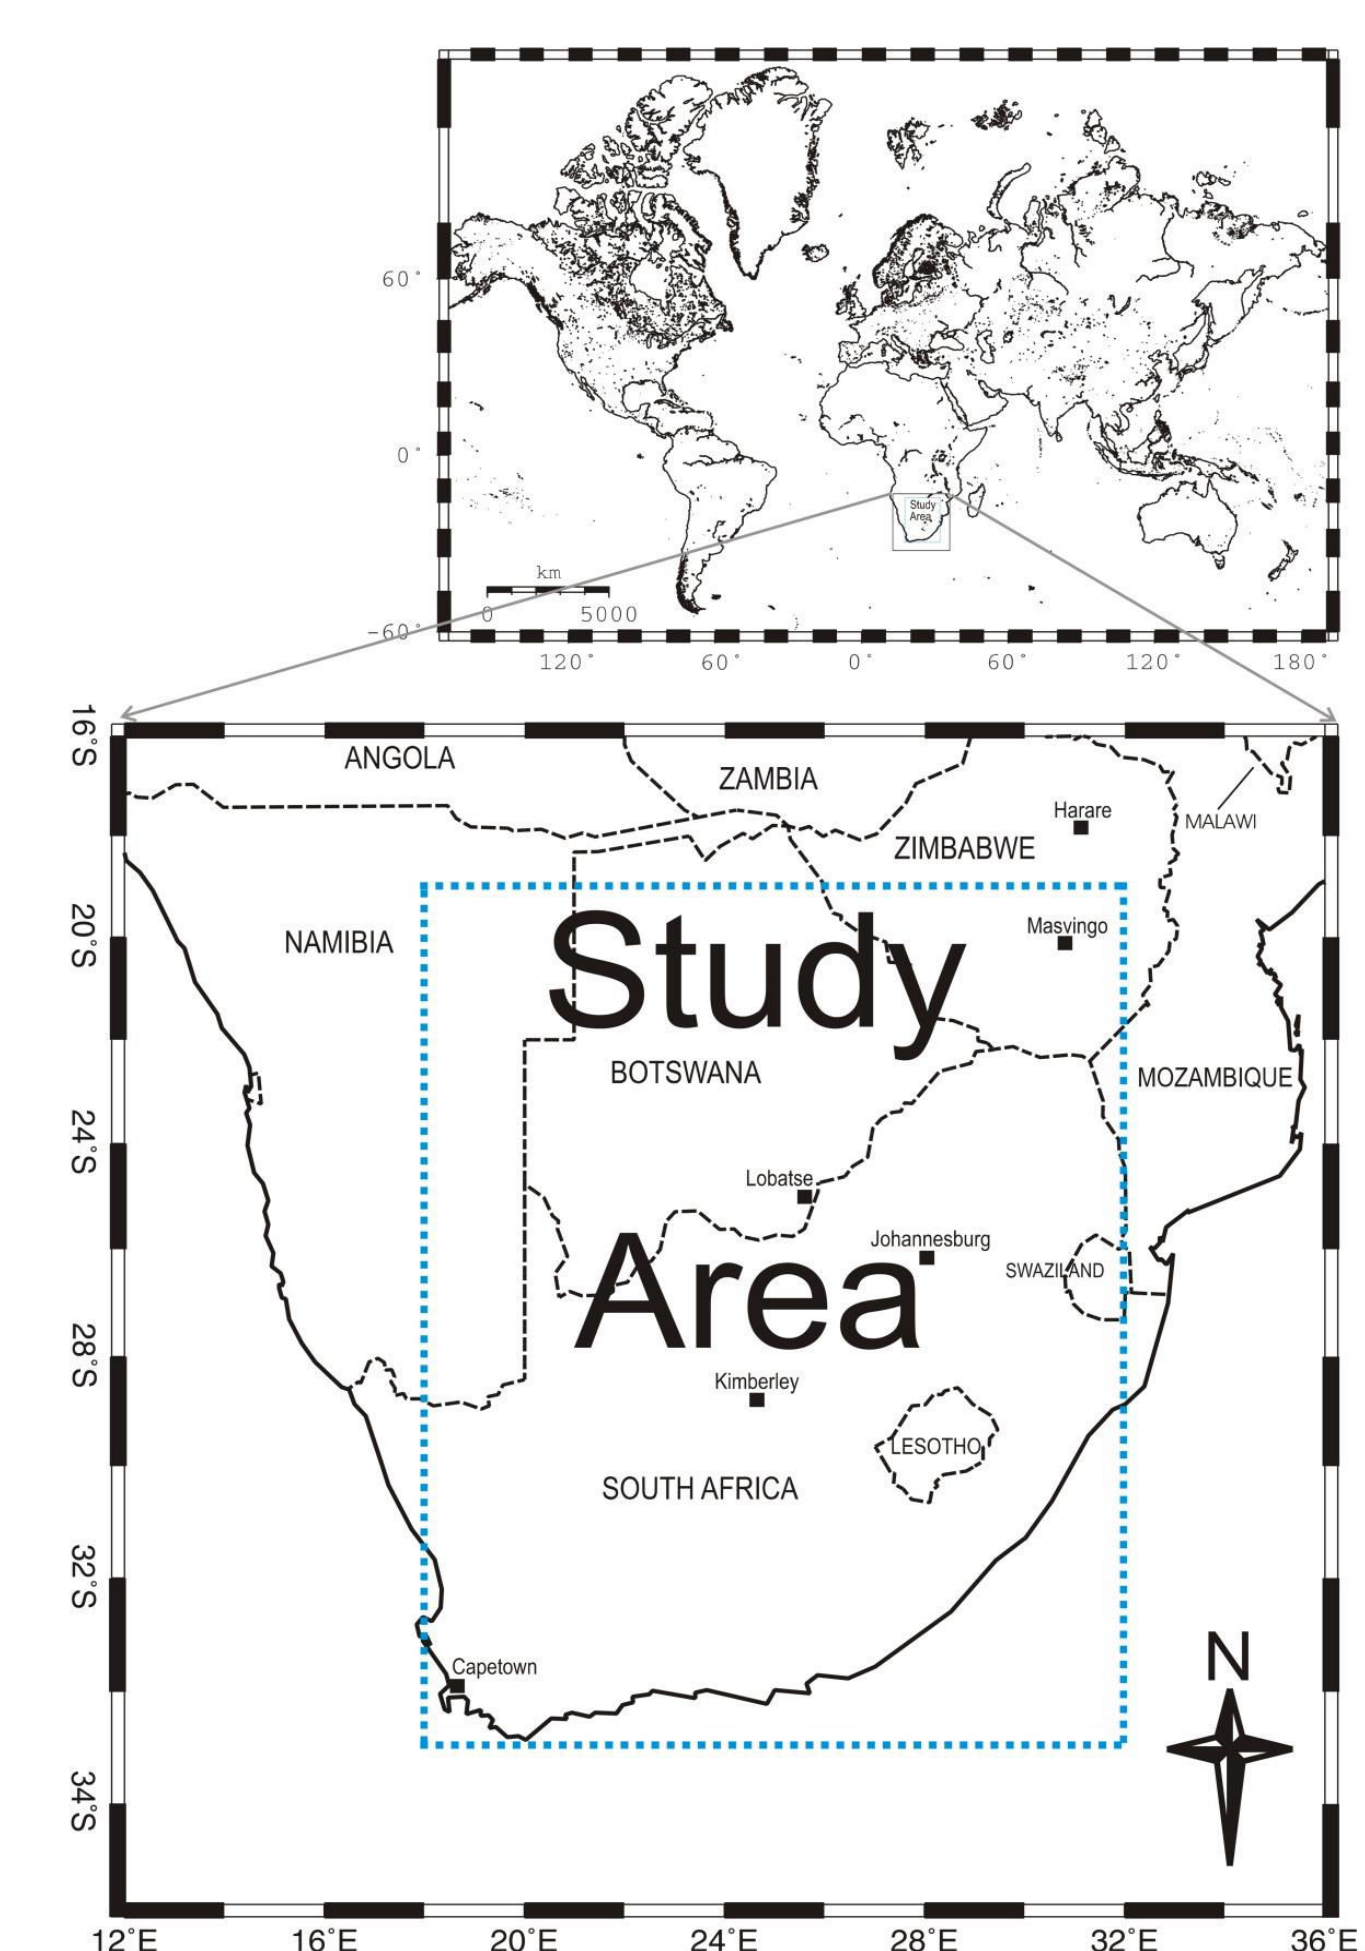 60°
0°
-60°
Study
Area
km
0 5000
120° 60° 0° 60° 120° 180°
16°S
ANGOLA
ZAMBIA
Harare
MALAWI
ZIMBABWE
20°S
NAMIBIA
Study
Masvingo
BOTSWANA
MOZAMBIQUE
24°S
Lobatse
Johannesburg
Area
SWAZILAND
28°S
Kimberley
LESOTHO
SOUTH AFRICA
32°S
N
Capetown
34°S
12°E 16°E 20°E 24°E 28°E 32°E 36°E